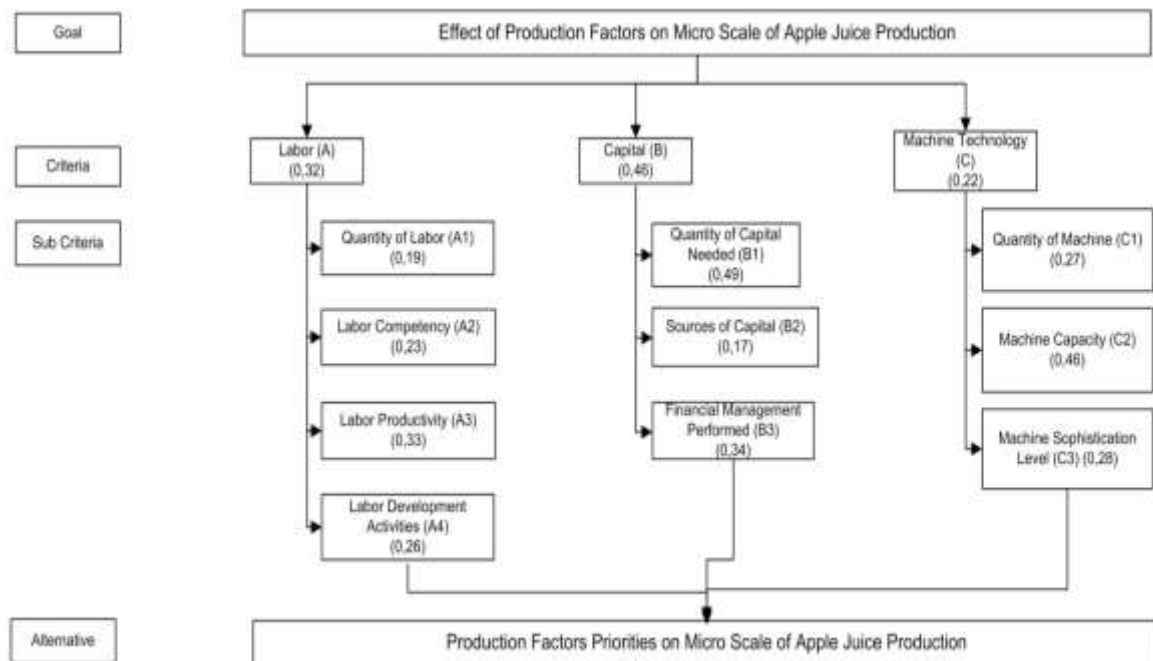 Goal
Effect of Production Factors on Micro Scale of Apple Juice Production
Criteria
Labor (A)
(0,32)
Capital (B)
(0,46)
Machine Technology
(C)
(0,22)
Sub Criteria
Quantity of Labor (A1)
(0,19)
Quantity of Capital
Needed (B1)
(0,49)
Quantity of Machine (C1)
(0,27)
Labor Competency (A2)
(0,23)
Sources of Capital (B2)
(0,17)
Machine Capacity (C2)
(0,46)
Labor Productivity (A3)
(0,33)
Financial Management
Performed (B3)
(0,34)
Machine Sophistication
Level (C3) (0,28)
Labor Development
Activities (A4)
(0,26)
Alternative
Production Factors Priorities on Micro Scale of Apple Juice Production